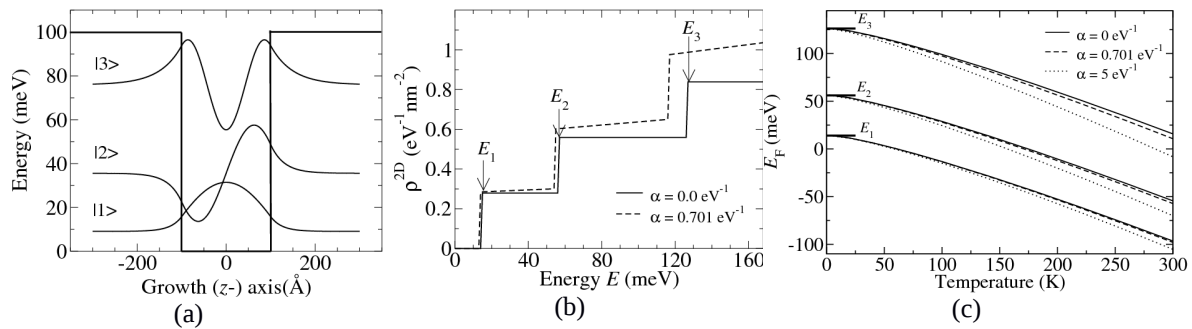 100
80
60
40
20
0
Energy (meV)
|3>
|2>
|1>
-200
0
200
Growth (z-) axis(Å)
(a)
1
0.8
0.6
0.4
0.2
0
ρ²ᴰ (eV⁻¹ nm⁻²)
E₁
E₂
E₃
α = 0.0 eV⁻¹
α = 0.701 eV⁻¹
0
40
80
120
160
Energy E (meV)
(b)
100
50
0
-50
-100
E_F (meV)
E₃
E₂
E₁
α = 0 eV⁻¹
α = 0.701 eV⁻¹
α = 5 eV⁻¹
0
50
100
150
200
250
300
Temperature (K)
(c)